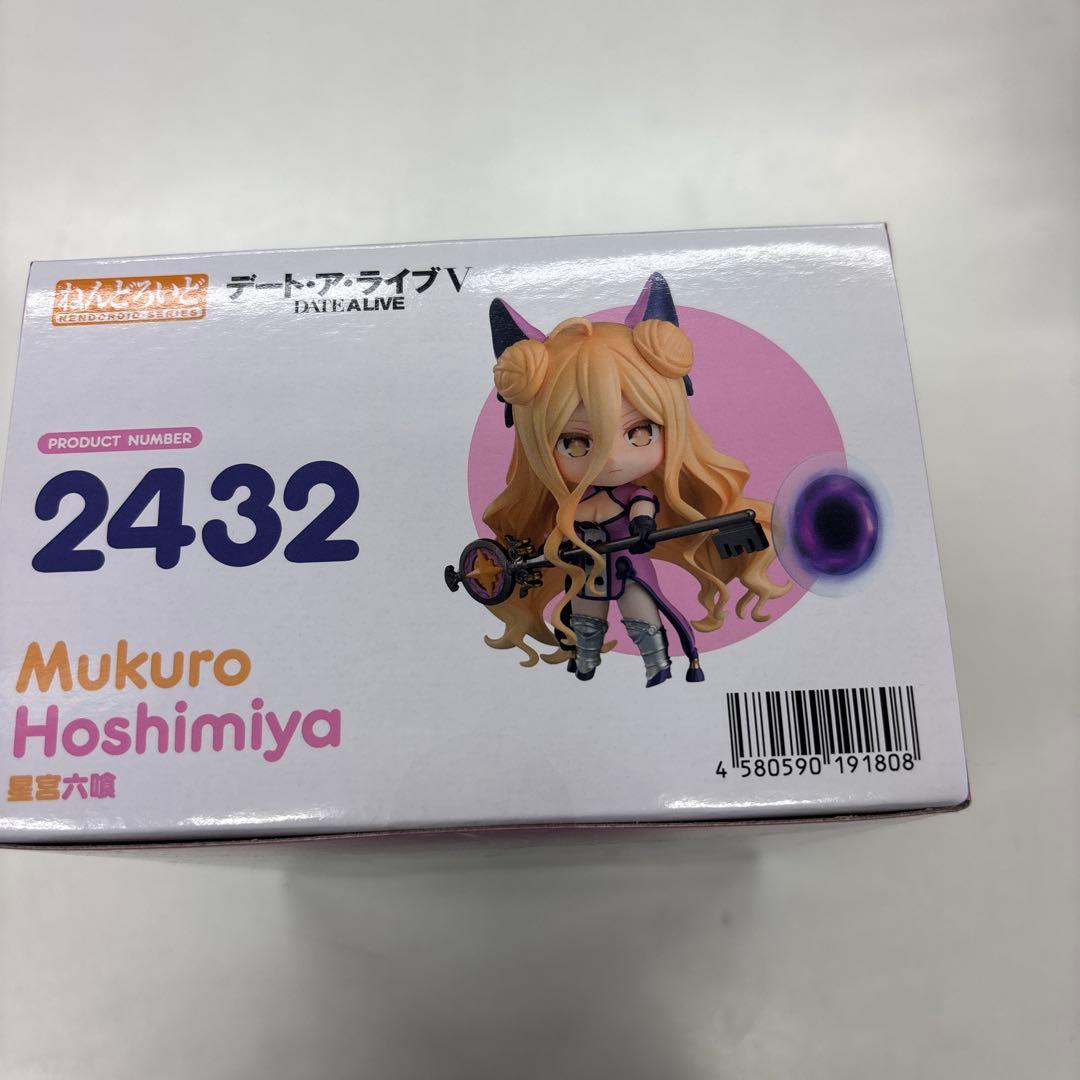 ねんどろいど
NENDOROID SERIES
デート・ア・ライブV
DATE A LIVE
PRODUCT NUMBER
2432
Mukuro
Hoshimiya
星宮六喰
4 580590 191808